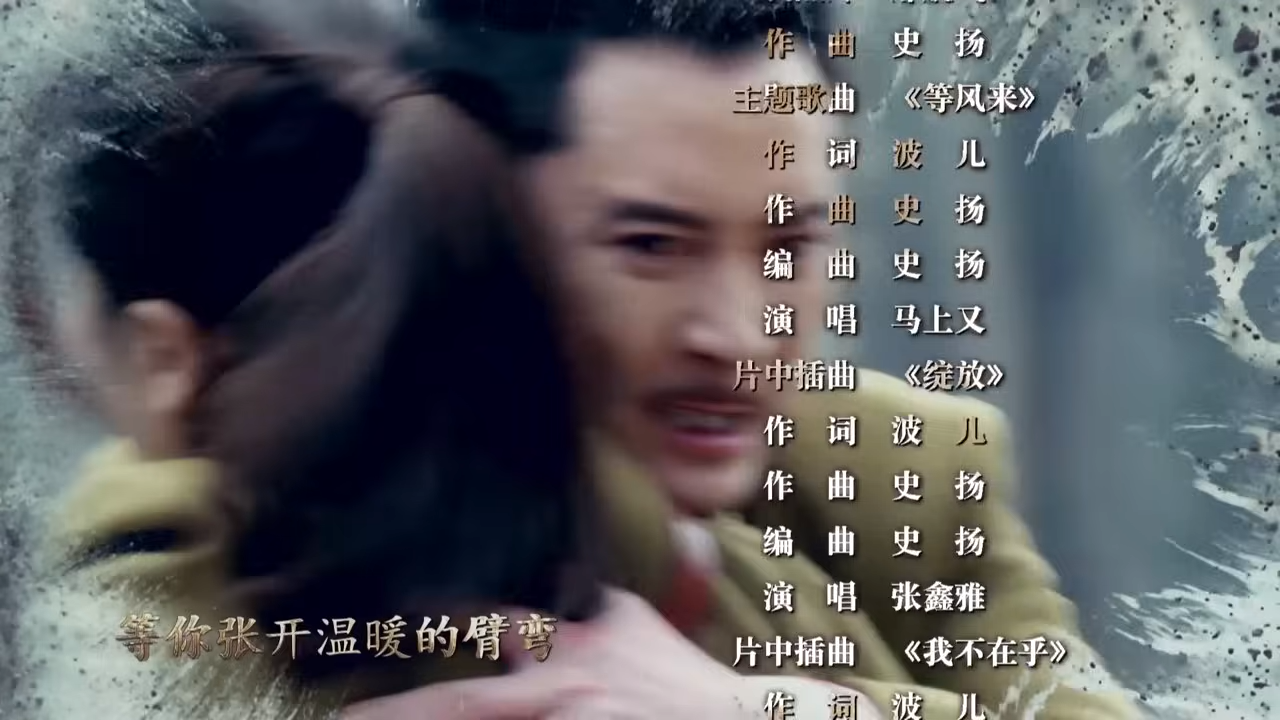 作曲 史扬
主题歌曲 《等风来》
作词 波儿
作曲 史扬
编曲 史扬
演唱 马上又
片中插曲 《绽放》
作词 波儿
作曲 史扬
编曲 史扬
演唱 张鑫雅
等你张开温暖的臂弯
片中插曲 《我不在乎》
作词 波儿